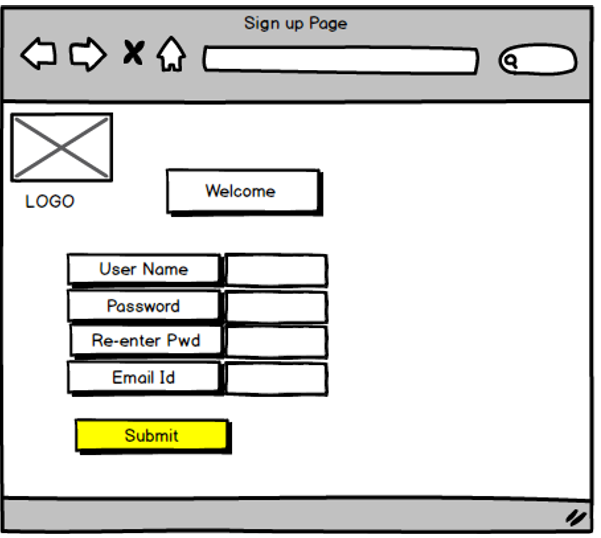 Sign up Page
LOGO
Welcome
User Name
Password
Re-enter Pwd
Email Id
Submit